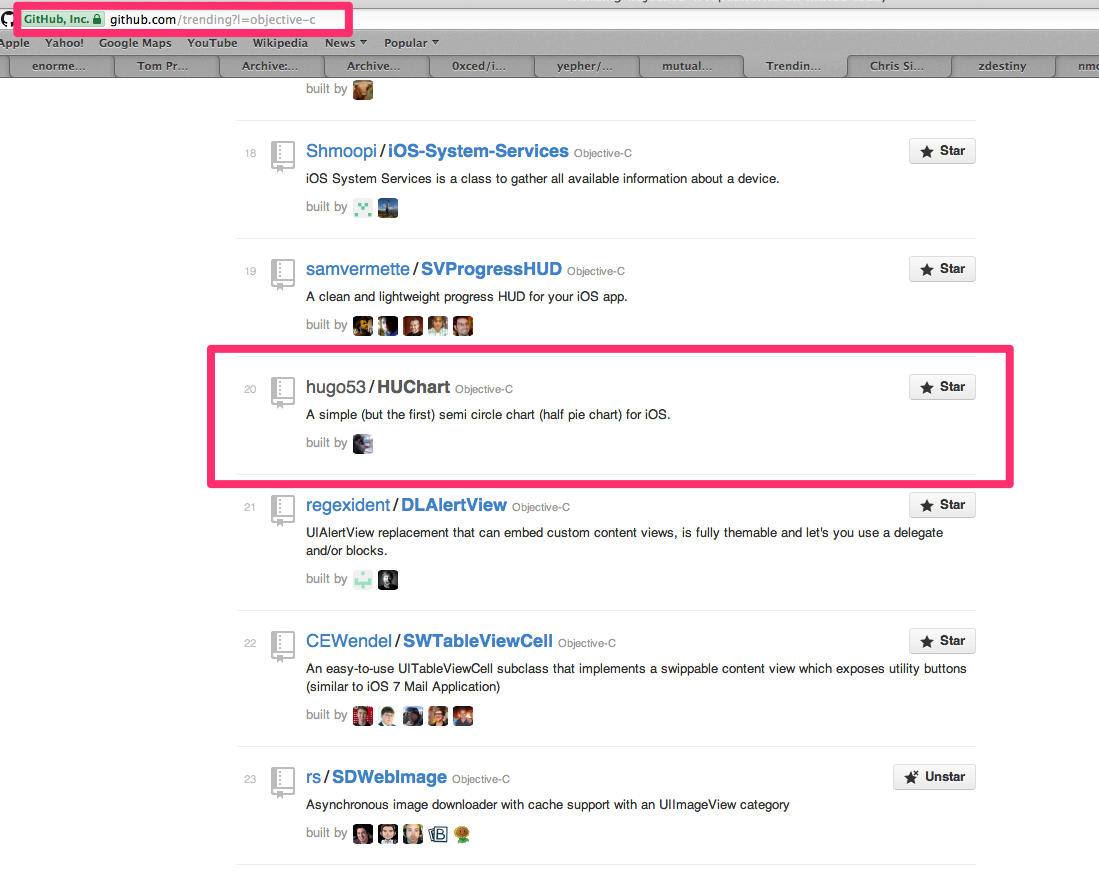 GitHub, Inc. github.com/trending?l=objective-c
Apple Yahoo! Google Maps YouTube Wikipedia News Popular
enorme... Tom Pr... Archive:... Archive... 0xced/i... yepher/... mutual... Trendin... Chris Si... zdestiny nmo
built by
18 Shmoopi/iOS-System-Services Objective-C Star
iOS System Services is a class to gather all available information about a device.
built by
19 samvermette/SVProgressHUD Objective-C Star
A clean and lightweight progress HUD for your iOS app.
built by
20 hugo53/HUChart Objective-C Star
A simple (but the first) semi circle chart (half pie chart) for iOS.
built by
21 regexident/DLAlertView Objective-C Star
UIAlertView replacement that can embed custom content views, is fully themable and let's you use a delegate
and/or blocks.
built by
22 CEWendel/SWTableViewCell Objective-C Star
An easy-to-use UITableViewCell subclass that implements a swippable content view which exposes utility buttons
(similar to iOS 7 Mail Application)
built by
23 rs/SDWebImage Objective-C Unstar
Asynchronous image downloader with cache support with an UIImageView category
built by